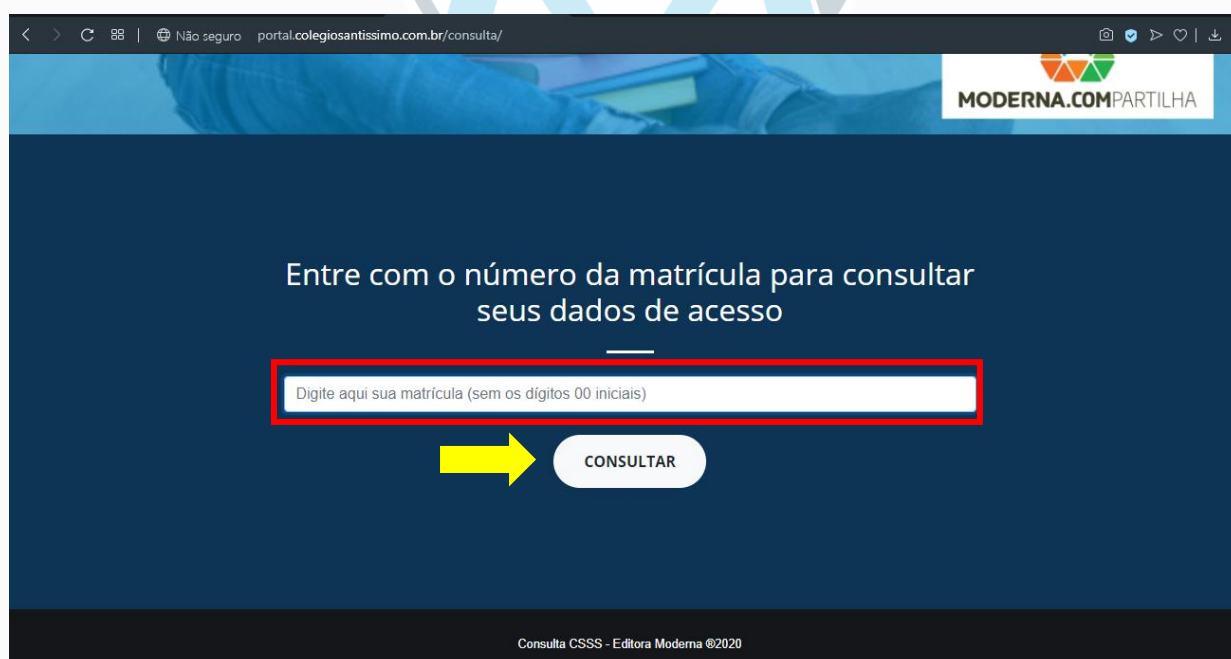 Não seguro portal.colegiosantissimo.com.br/consulta/
MODERNA.COMPARTILHA
Entre com o número da matrícula para consultar
seus dados de acesso
Digite aqui sua matrícula (sem os dígitos 00 iniciais)
CONSULTAR
Consulta CSSS - Editora Moderna ®2020